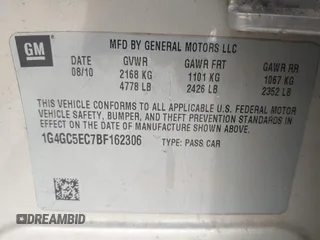 GM
MFD BY GENERAL MOTORS LLC
DATE GVWR GAWR FRT GAWR RR
08/10 2168 KG 1101 KG 1067 KG
4778 LB 2426 LB 2352 LB
THIS VEHICLE CONFORMS TO ALL APPLICABLE U.S. FEDERAL MOTOR
VEHICLE SAFETY, BUMPER, AND THEFT PREVENTION STANDARDS IN
EFFECT ON THE DATE OF MANUFACTURE SHOWN ABOVE.
1G4GC5EC7BF162306 TYPE: PASS CAR
AUTOBIDMASTER